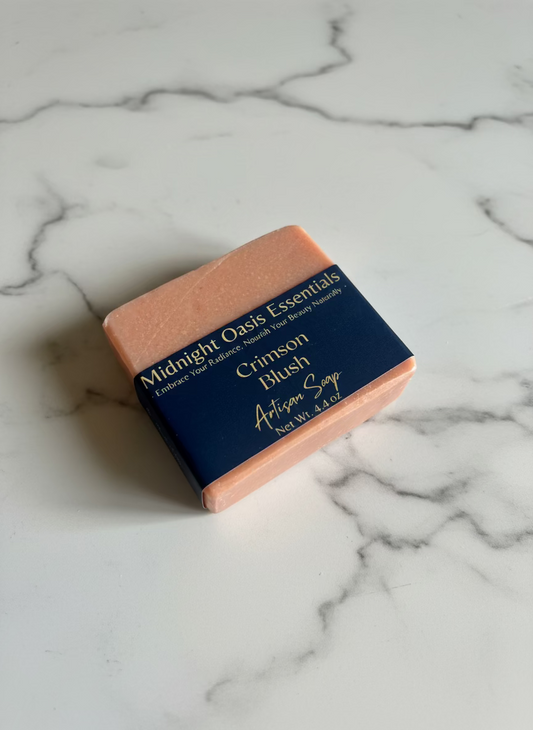 Midnight Oasis Essentials
Embrace Your Radiance, Nourish Your Beauty Naturally
Crimson
Blush
Artisan Soap
Net Wt. 4.4 oz